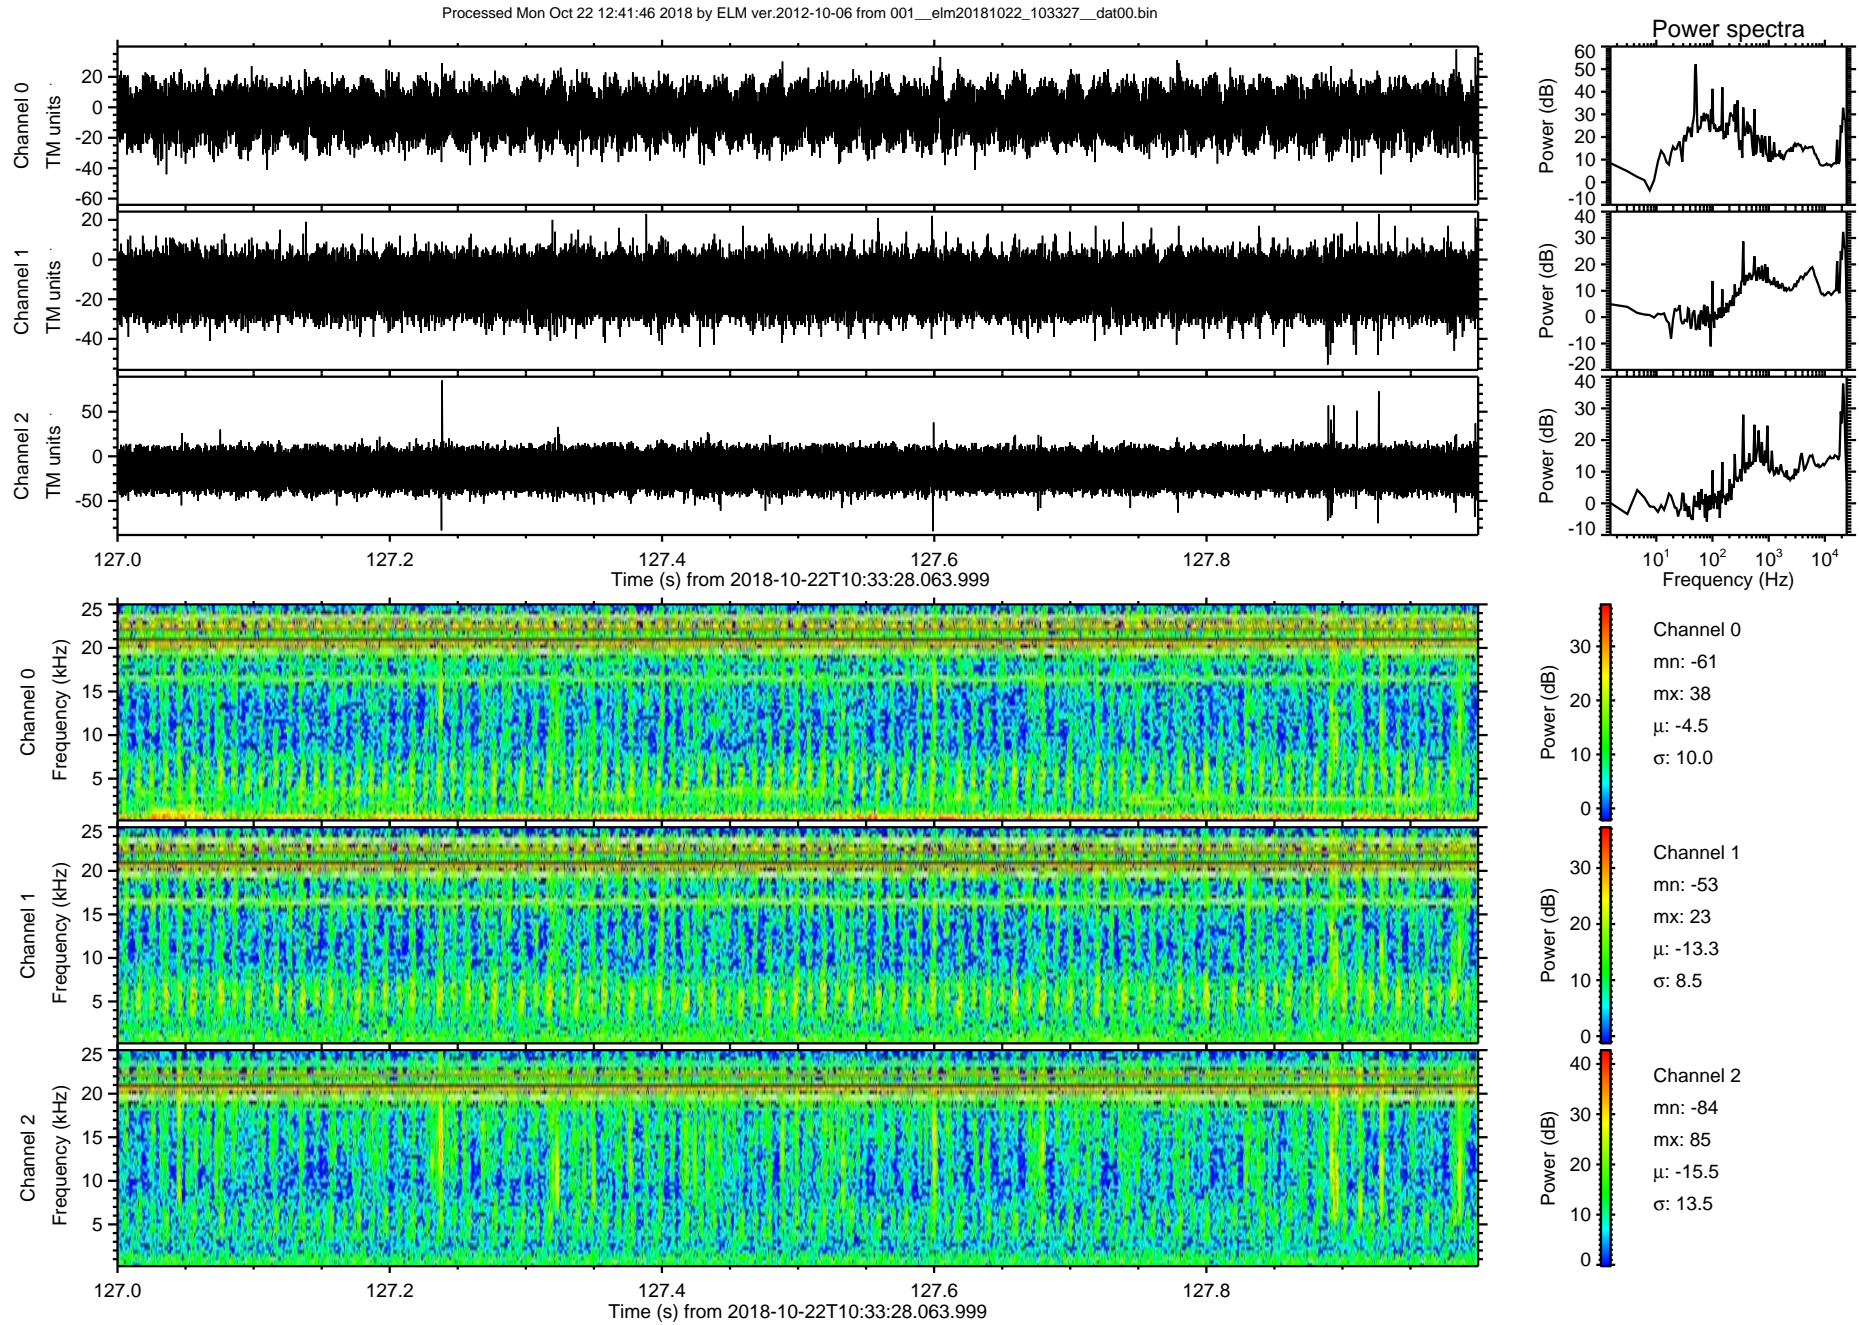 Processed Mon Oct 22 12:41:46 2018 by ELM ver.2012-10-06 from 001__elm20181022_103327__dat00.bin
Power spectra
Channel 0
TM units
20
0
-20
-40
-60
Power (dB)
60
50
40
30
20
10
0
-10
Channel 1
TM units
20
0
-20
-40
Power (dB)
40
30
20
10
0
-10
-20
Channel 2
TM units
50
0
-50
Power (dB)
40
30
20
10
0
-10
127.0 127.2 127.4 127.6 127.8
Time (s) from 2018-10-22T10:33:28.063.999
10^1 10^2 10^3 10^4
Frequency (Hz)
Channel 0
Frequency (kHz)
25
20
15
10
5
Power (dB)
30
20
10
0
Channel 0
mn: -61
mx: 38
μ: -4.5
σ: 10.0
Channel 1
Frequency (kHz)
25
20
15
10
5
Power (dB)
30
20
10
0
Channel 1
mn: -53
mx: 23
μ: -13.3
σ: 8.5
Channel 2
Frequency (kHz)
25
20
15
10
5
Power (dB)
40
30
20
10
0
Channel 2
mn: -84
mx: 85
μ: -15.5
σ: 13.5
127.0 127.2 127.4 127.6 127.8
Time (s) from 2018-10-22T10:33:28.063.999